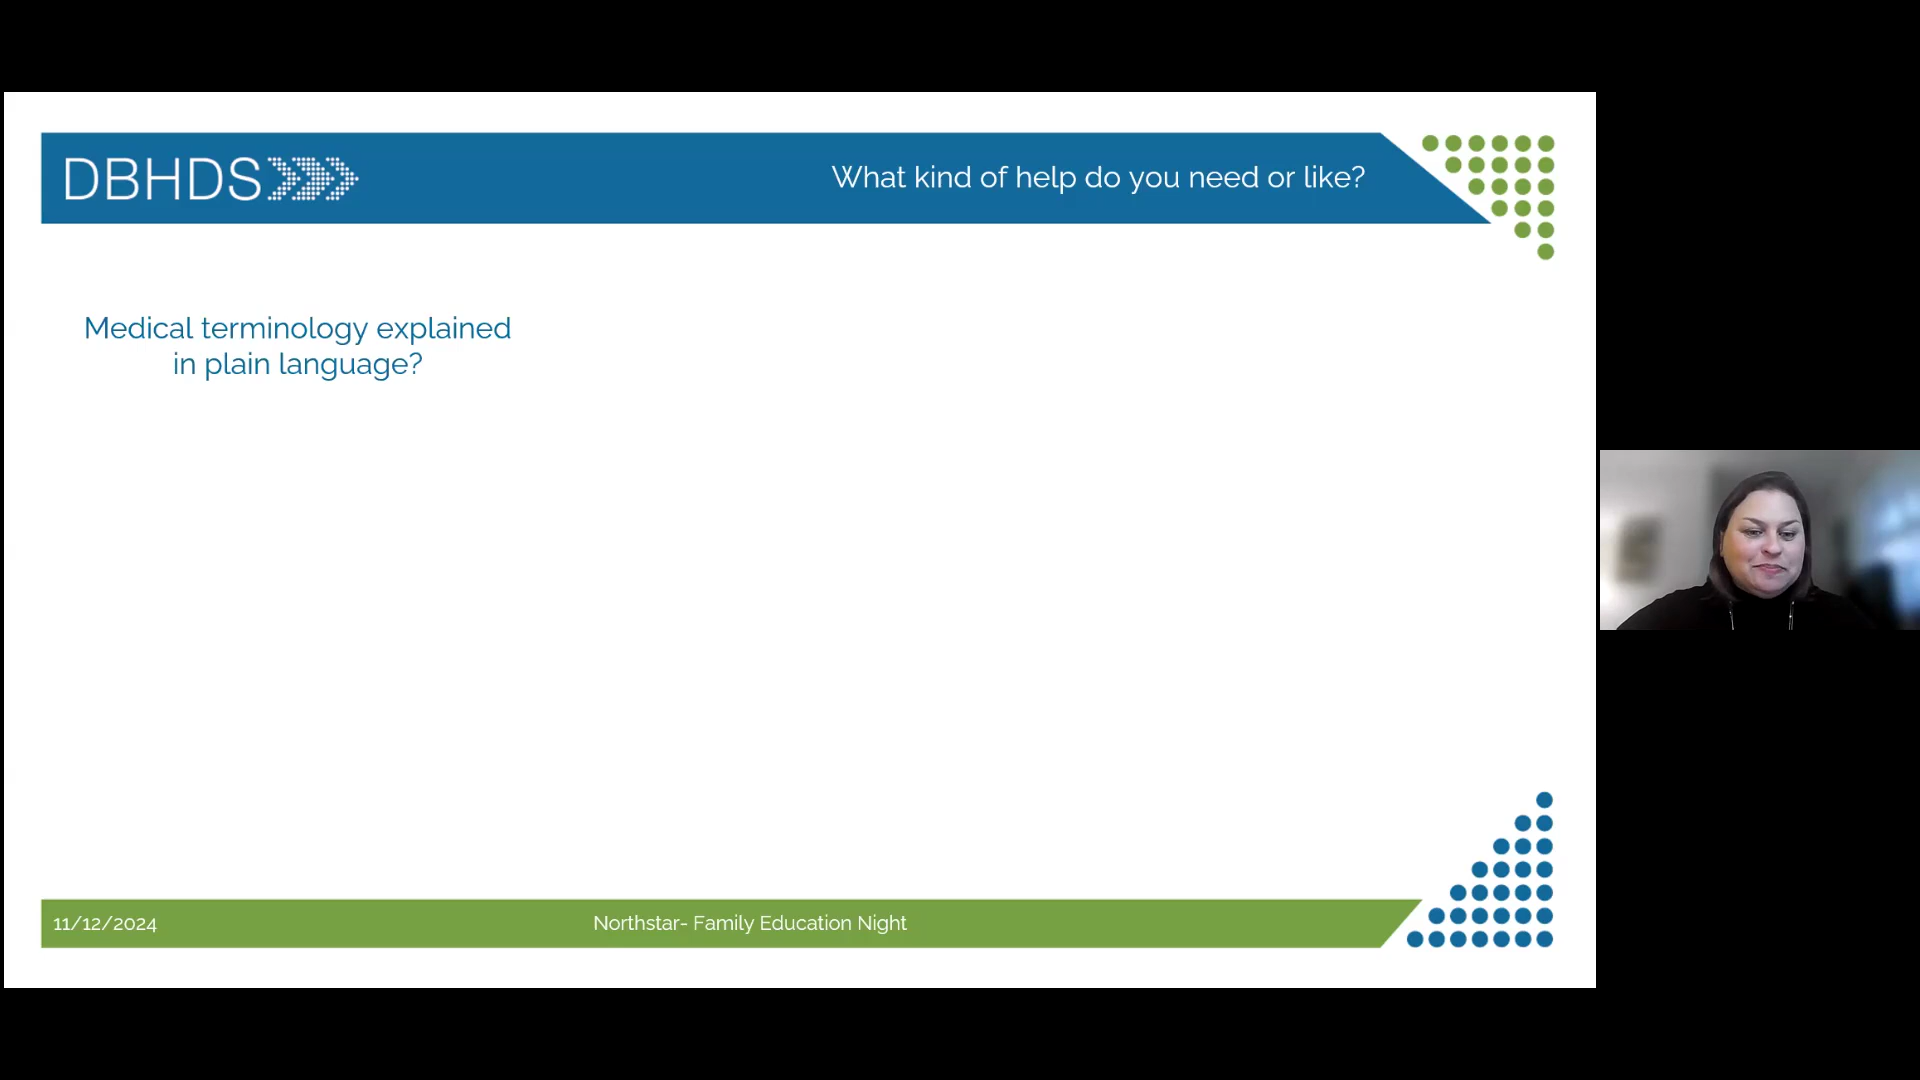 DBHDS
What kind of help do you need or like?
Medical terminology explained
in plain language?
11/12/2024
Northstar- Family Education Night